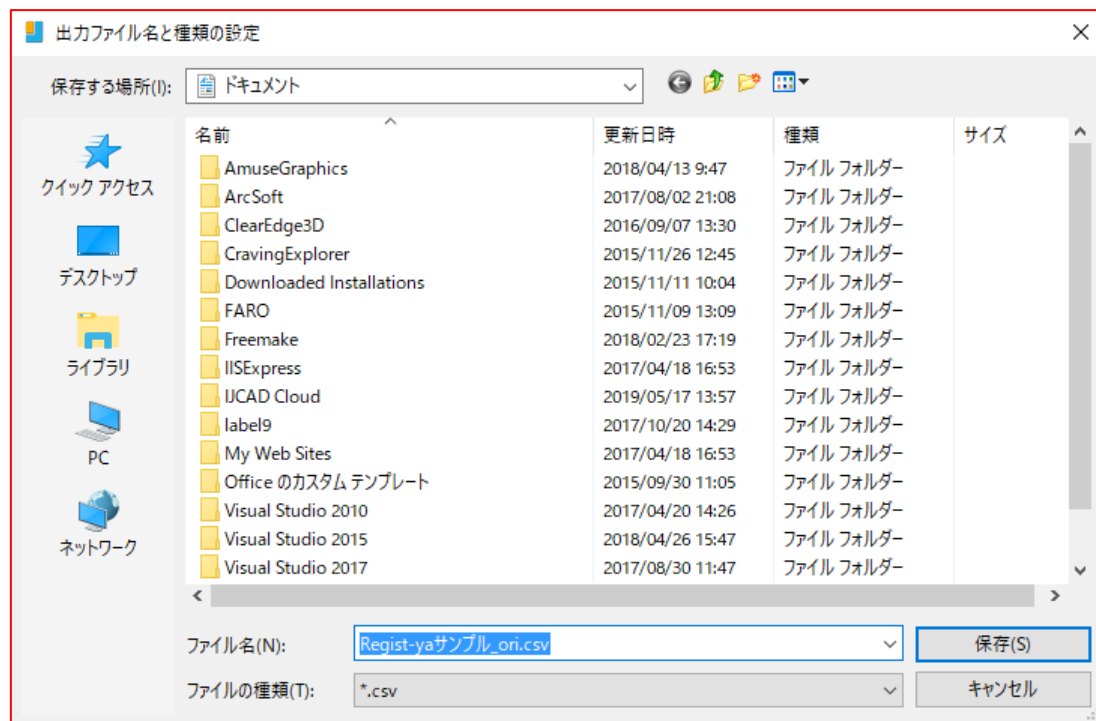 出力ファイル名と種類の設定
保存する場所(I): ドキュメント
名前 更新日時 種類 サイズ
AmuseGraphics 2018/04/13 9:47 ファイル フォルダー
ArcSoft 2017/08/02 21:08 ファイル フォルダー
ClearEdge3D 2016/09/07 13:30 ファイル フォルダー
CravingExplorer 2015/11/26 12:45 ファイル フォルダー
Downloaded Installations 2015/11/11 10:04 ファイル フォルダー
FARO 2015/11/09 13:09 ファイル フォルダー
Freemake 2018/02/23 17:19 ファイル フォルダー
IISExpress 2017/04/18 16:53 ファイル フォルダー
IJCAD Cloud 2019/05/17 13:57 ファイル フォルダー
label9 2017/10/20 14:29 ファイル フォルダー
My Web Sites 2017/04/18 16:53 ファイル フォルダー
Office のカスタム テンプレート 2015/09/30 11:05 ファイル フォルダー
Visual Studio 2010 2017/04/20 14:26 ファイル フォルダー
Visual Studio 2015 2018/04/26 15:47 ファイル フォルダー
Visual Studio 2017 2017/08/30 11:47 ファイル フォルダー
クイック アクセス
デスクトップ
ライブラリ
PC
ネットワーク
ファイル名(N): Regist-yaサンプル_ori.csv 保存(S)
ファイルの種類(T): *.csv キャンセル